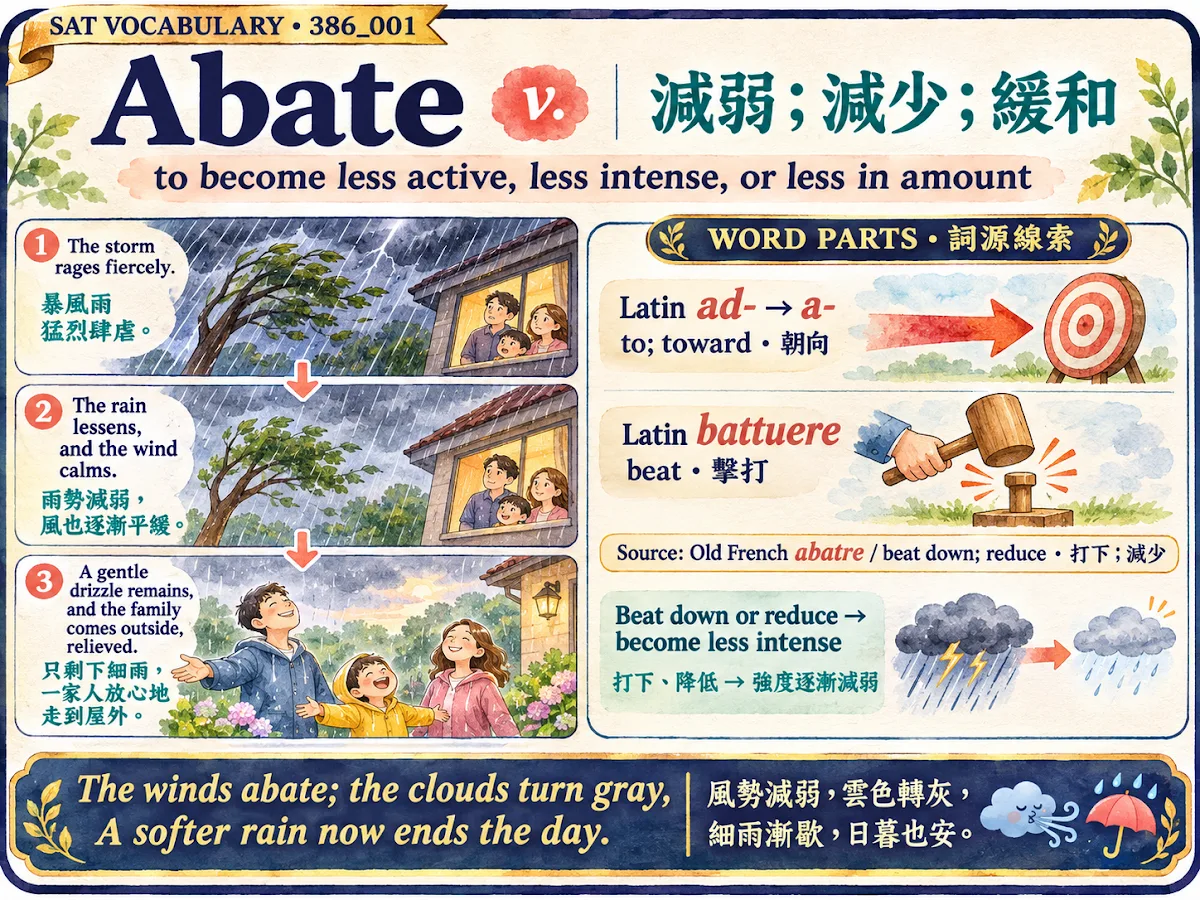 SAT VOCABULARY • 386_001
Abate v.
減弱；減少；緩和
to become less active, less intense, or less in amount
1 The storm
rages fiercely.
暴風雨
猛烈肆虐。
2 The rain
lessens,
and the wind
calms.
雨勢減弱，
風也逐漸平緩。
3 A gentle
drizzle remains,
and the family
comes outside,
relieved.
只剩下細雨，
一家人放心地
走到屋外。
WORD PARTS • 詞源線索
Latin ad- → a-
to; toward • 朝向
Latin battuere
beat • 擊打
Source: Old French abatre / beat down; reduce • 打下；減少
Beat down or reduce →
become less intense
打下、降低 → 強度逐漸減弱
The winds abate; the clouds turn gray,
A softer rain now ends the day.
風勢減弱，雲色轉灰，
細雨漸歇，日暮也安。